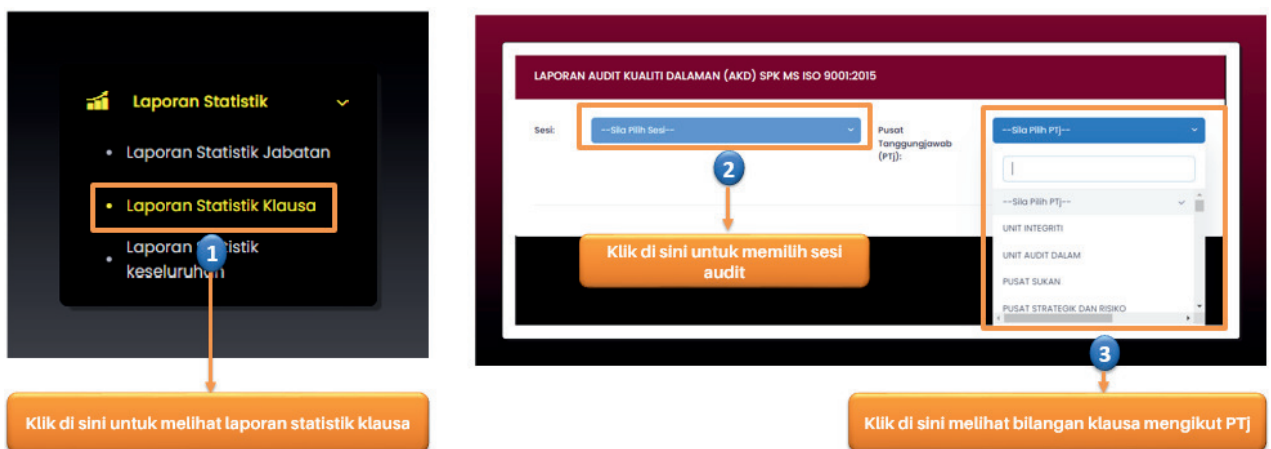 Laporan Statistik
Laporan Statistik Jabatan
Laporan Statistik Klausa
Laporan istik
keseluruh n
1
Klik di sini untuk melihat laporan statistik klausa
LAPORAN AUDIT KUALITI DALAMAN (AKD) SPK MS ISO 9001:2015
Sesi:
--Sila Pilih Sesi--
2
Klik di sini untuk memilih sesi
audit
Pusat
Tanggungjawab
(PTj):
--Sila Pilih PTj--
--Sila Pilih PTj--
UNIT INTEGRITI
UNIT AUDIT DALAM
PUSAT SUKAN
PUSAT STRATEGIK DAN RISIKO
3
Klik di sini melihat bilangan klausa mengikut PTj